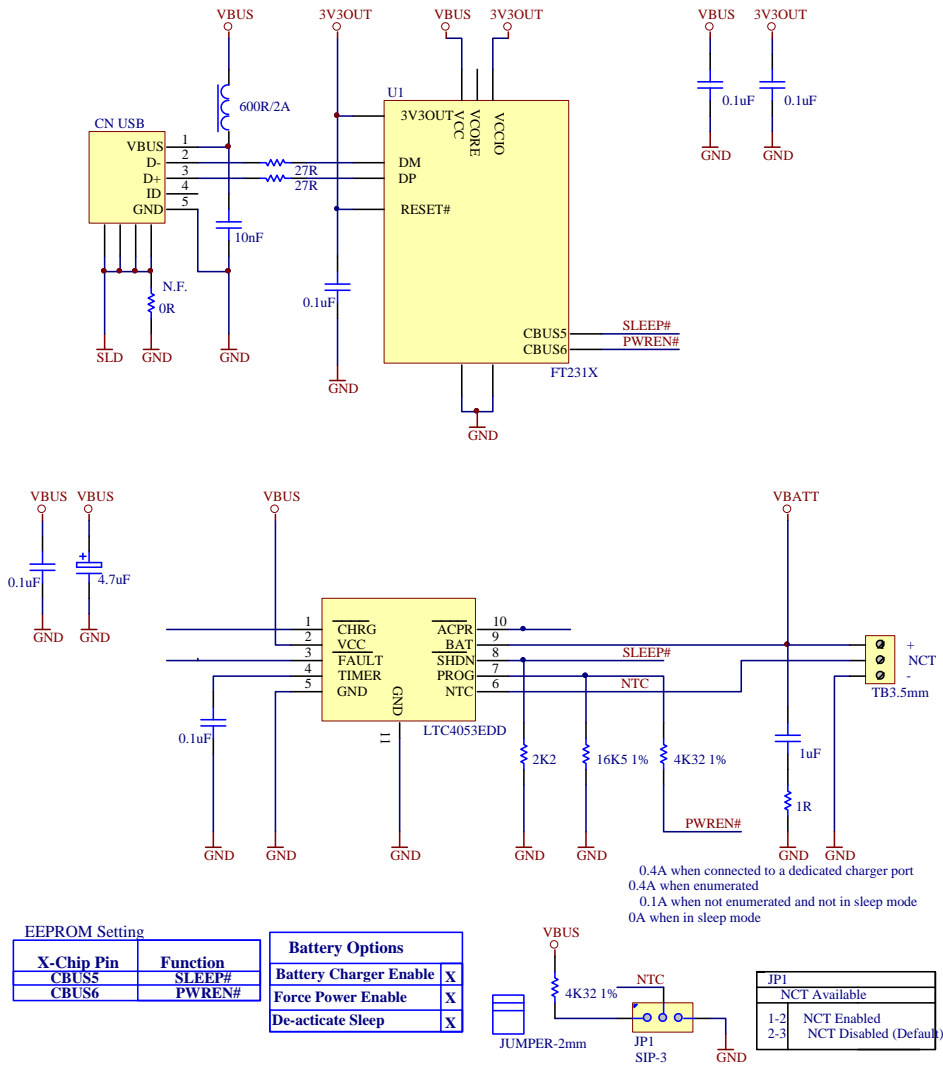 VBUS 3V3OUT VBUS 3V3OUT VBUS 3V3OUT
600R/2A
U1
0.1uF 0.1uF
3V3OUT
VCC
VCORE
VCCIO
CN USB
VBUS 1
D- 2
D+ 3
ID 4
GND 5
27R
27R
DM
DP
RESET#
GND GND
10nF
N.F.
0R
0.1uF
CBUS5 SLEEP#
CBUS6 PWREN#
SLD GND GND
FT231X
GND
GND
VBUS VBUS VBUS VBATT
+
0.1uF 4.7uF
GND GND
1 CHRG ACPR 10
2 VCC BAT 9
3 FAULT SHDN 8 SLEEP#
4 TIMER PROG 7
5 GND NTC 6 NTC
GND
11
LTC4053EDD
+
NCT
-
TB3.5mm
0.1uF
2K2 16K5 1% 4K32 1% 1uF
1R
PWREN#
GND GND GND GND GND GND GND
0.4A when connected to a dedicated charger port
0.4A when enumerated
0.1A when not enumerated and not in sleep mode
0A when in sleep mode
EEPROM Setting
X-Chip Pin Function
CBUS5 SLEEP#
CBUS6 PWREN#
Battery Options
Battery Charger Enable X
Force Power Enable X
De-acticate Sleep X
JUMPER-2mm
VBUS
4K32 1%
NTC
JP1
SIP-3
GND
JP1
NCT Available
1-2 NCT Enabled
2-3 NCT Disabled (Default)